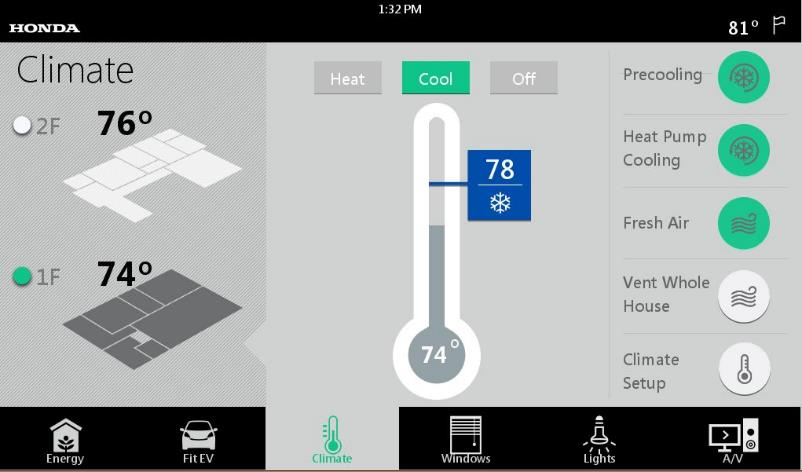 1:32 PM
HONDA
81°
Climate
2F 76°
1F 74°
Heat Cool Off
78
74°
Precooling
Heat Pump
Cooling
Fresh Air
Vent Whole
House
Climate
Setup
Energy
Fit EV
Climate
Windows
Lights
A/V